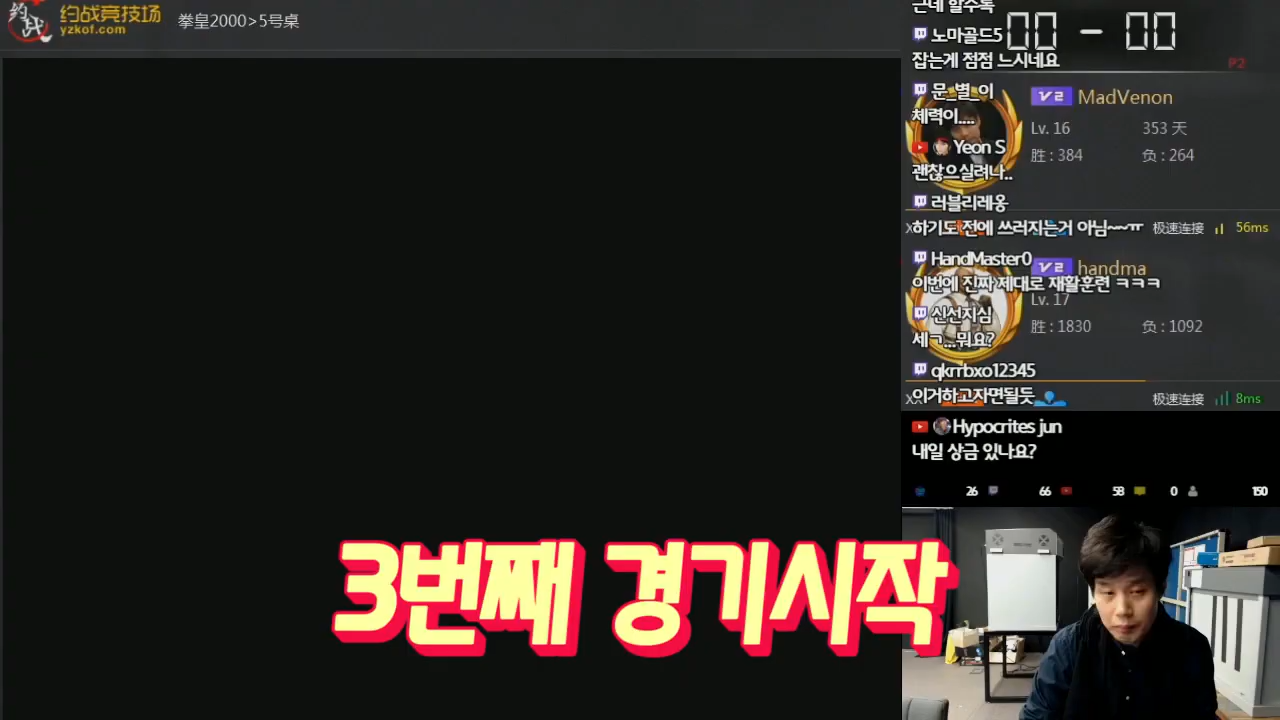 约战
约战竞技场
yzkof.com
拳皇2000>5号桌
근데 할수록
노마골드5
00 - 00
잡는게 점점 느시네요
P2
문_별_이
V2 MadVenon
체력이....
Lv. 16 353 天
Yeon S
胜 : 384 负 : 264
괜찮으실려나..
러블리레옹
하기도 전에 쓰러지는거 아님~~ㅠ
极速连接 56ms
HandMaster0
V2 handma
이번에 진짜 제대로 재활훈련 ㅋㅋㅋ
Lv. 17
신선지심
胜 : 1830 负 : 1092
세ㄱ...뭐요?
qkrrbxo12345
이거하고자면될듯
极速连接 8ms
Hypocrites jun
내일 상금 있나요?
26 66 58 0 150
3번째 경기시작